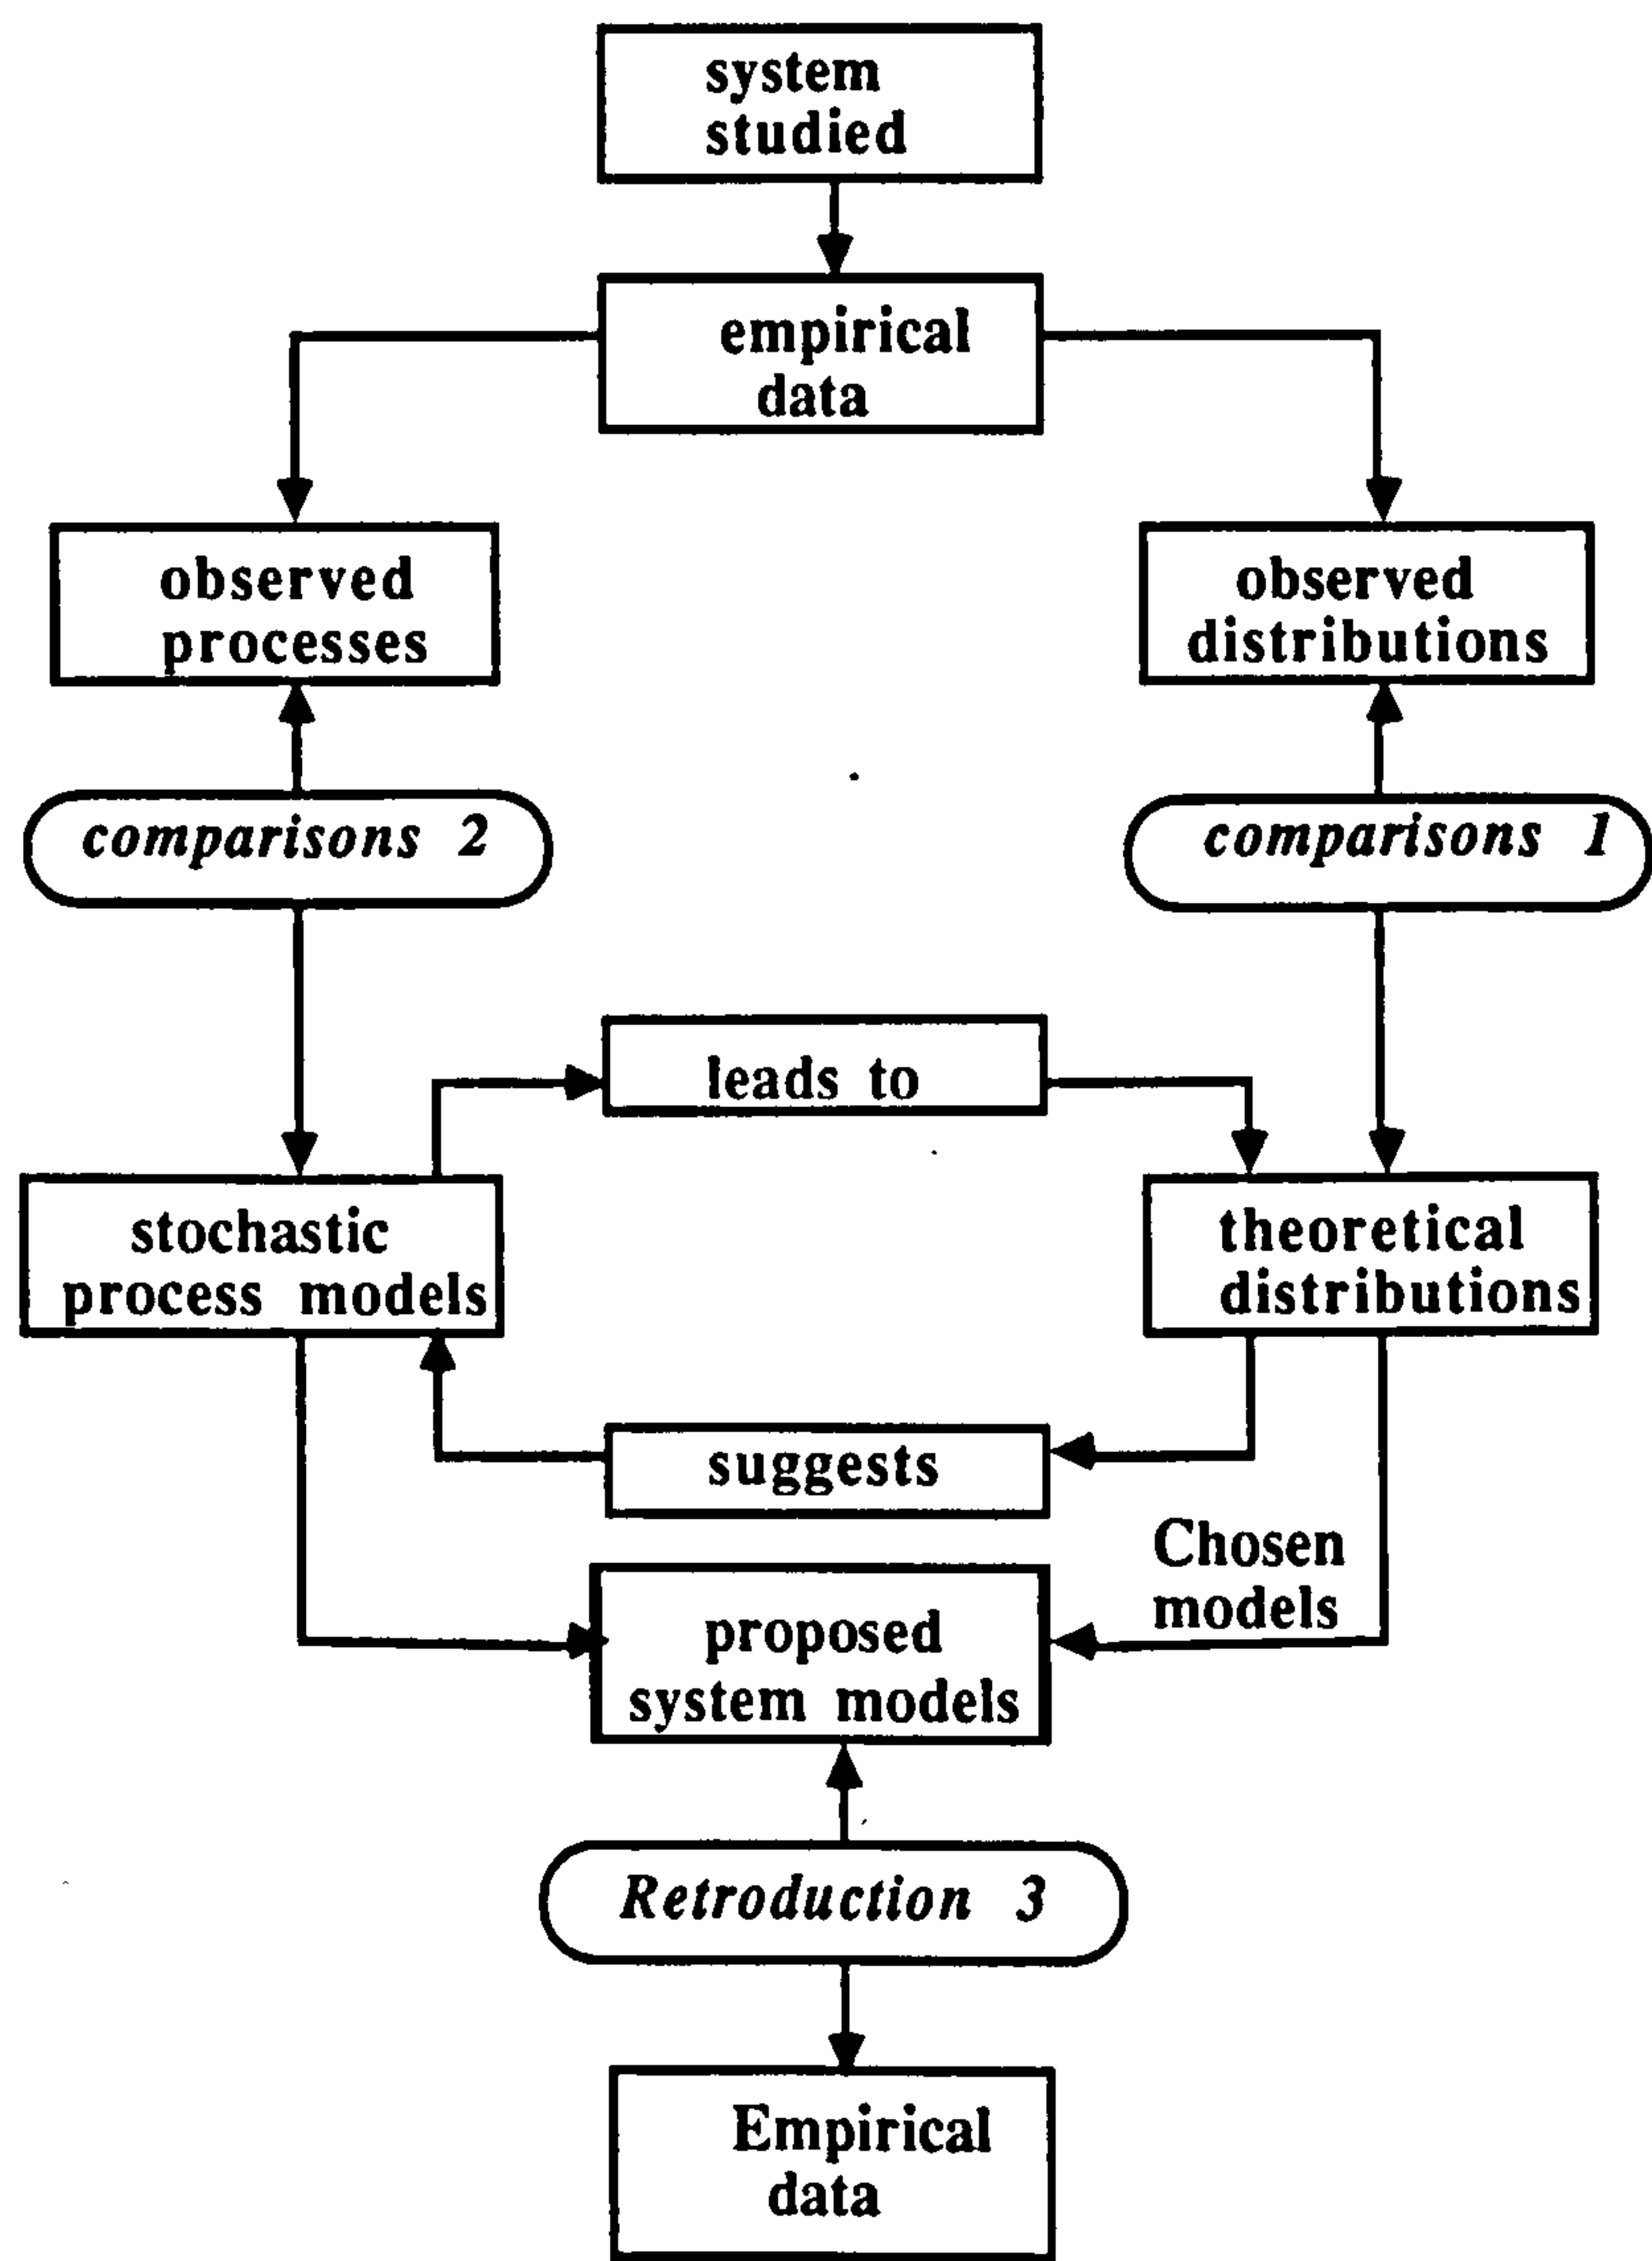 system
studied
empirical
data
observed
processes
observed
distributions
comparisons 2
comparisons 1
leads to
stochastic
process models
theoretical
distributions
suggests
Chosen
models
proposed
system models
Retroduction 3
Empirical
data